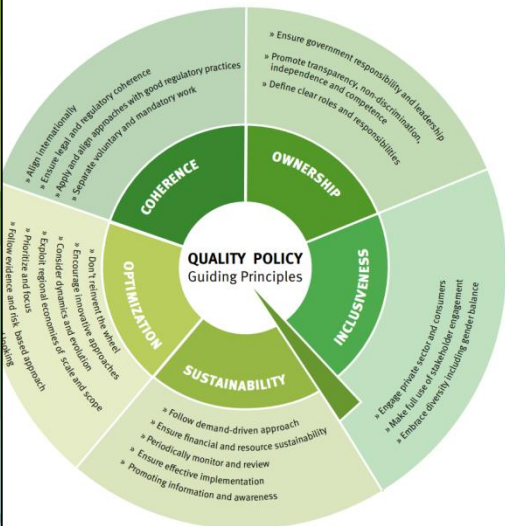 QUALITY POLICY
Guiding Principles
COHERENCE
» Align internationally
» Ensure legal and regulatory coherence
» Apply and align approaches with good regulatory practices
» Separate voluntary and mandatory work
OWNERSHIP
» Ensure government responsibility and leadership
» Promote transparency, non-discrimination,
independence and competence
» Define clear roles and responsibilities
INCLUSIVENESS
» Engage private sector and consumers
» Make full use of stakeholder engagement
» Embrace diversity including gender balance
SUSTAINABILITY
» Follow demand-driven approach
» Ensure financial and resource sustainability
» Periodically monitor and review
» Ensure effective implementation
» Promoting information and awareness
OPTIMIZATION
» Don't reinvent the wheel
» Encourage innovative approaches
» Consider dynamics and evolution
» Exploit regional economies of scale and scope
» Prioritize and focus
» Follow evidence and risk based approach
looking